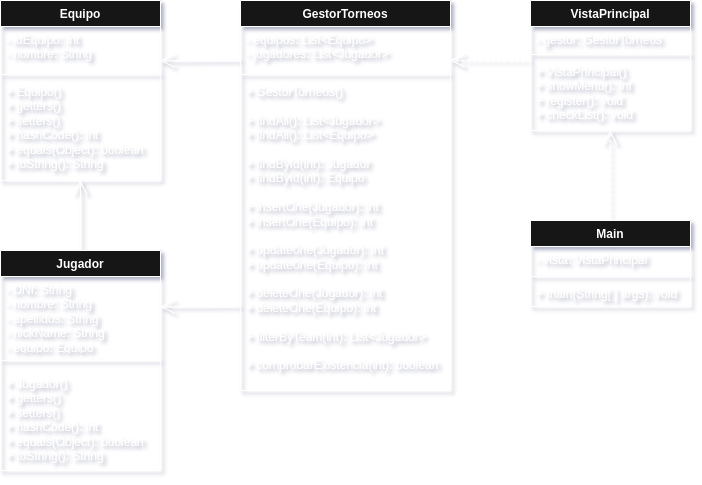 Equipo
- idEquipo: int
- nombre: String
+ Equipo()
+ getters()
+ setters()
+ hashCode(): int
+ equals(Object): boolean
+ toString(): String
Jugador
- DNI: String
- nombre: String
- apellidos: String
- nickName: String
- equipo: Equipo
+ Jugador()
+ getters()
+ setters()
+ hashCode(): int
+ equals(Object): boolean
+ toString(): String
GestorTorneos
- equipos: List<Equipo>
- jugadores: List<Jugador>
+ GestorTorneos()
+ findAll(): List<Jugador>
+ findAll(): List<Equipo>
+ findById(int): Jugador
+ findById(int): Equipo
+ insertOne(Jugador): int
+ insertOne(Equipo): int
+ updateOne(Jugador): int
+ updateOne(Equipo): int
+ deleteOne(Jugador): int
+ deleteOne(Equipo): int
+ filterByTeam(int): List<Jugador>
+ comprobarExistencia(int): boolean
VistaPrincipal
- gestor: GestorTorneos
+ VistaPrincipal()
+ showMenu(): int
+ register(): void
+ checkList(): void
Main
- vista: VistaPrincipal
+ main(String[ ] args): void